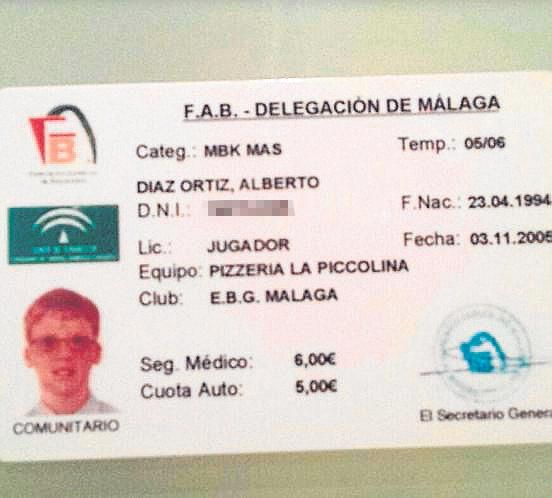 F.A.B. - DELEGACIÓN DE MÁLAGA
Categ.: MBK MAS Temp.: 05/06
DIAZ ORTIZ, ALBERTO
D.N.I.: F.Nac.: 23.04.1994
Lic.: JUGADOR Fecha: 03.11.2005
Equipo: PIZZERIA LA PICCOLINA
Club: E.B.G. MALAGA
Seg. Médico: 6,00€
Cuota Auto: 5,00€
COMUNITARIO
El Secretario Genera